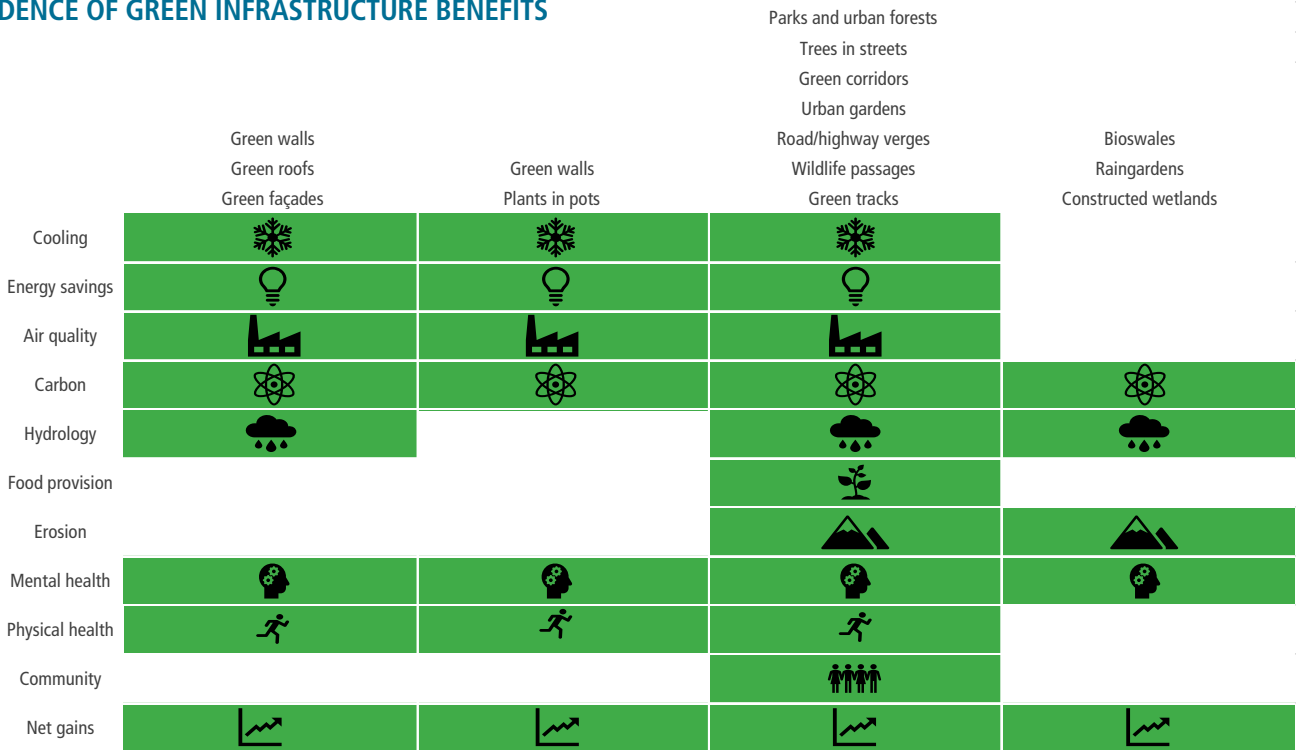 DENCE OF GREEN INFRASTRUCTURE BENEFITS
Green walls
Green roofs
Green façades
Green walls
Plants in pots
Parks and urban forests
Trees in streets
Green corridors
Urban gardens
Road/highway verges
Wildlife passages
Green tracks
Bioswales
Raingardens
Constructed wetlands
Cooling
Energy savings
Air quality
Carbon
Hydrology
Food provision
Erosion
Mental health
Physical health
Community
Net gains